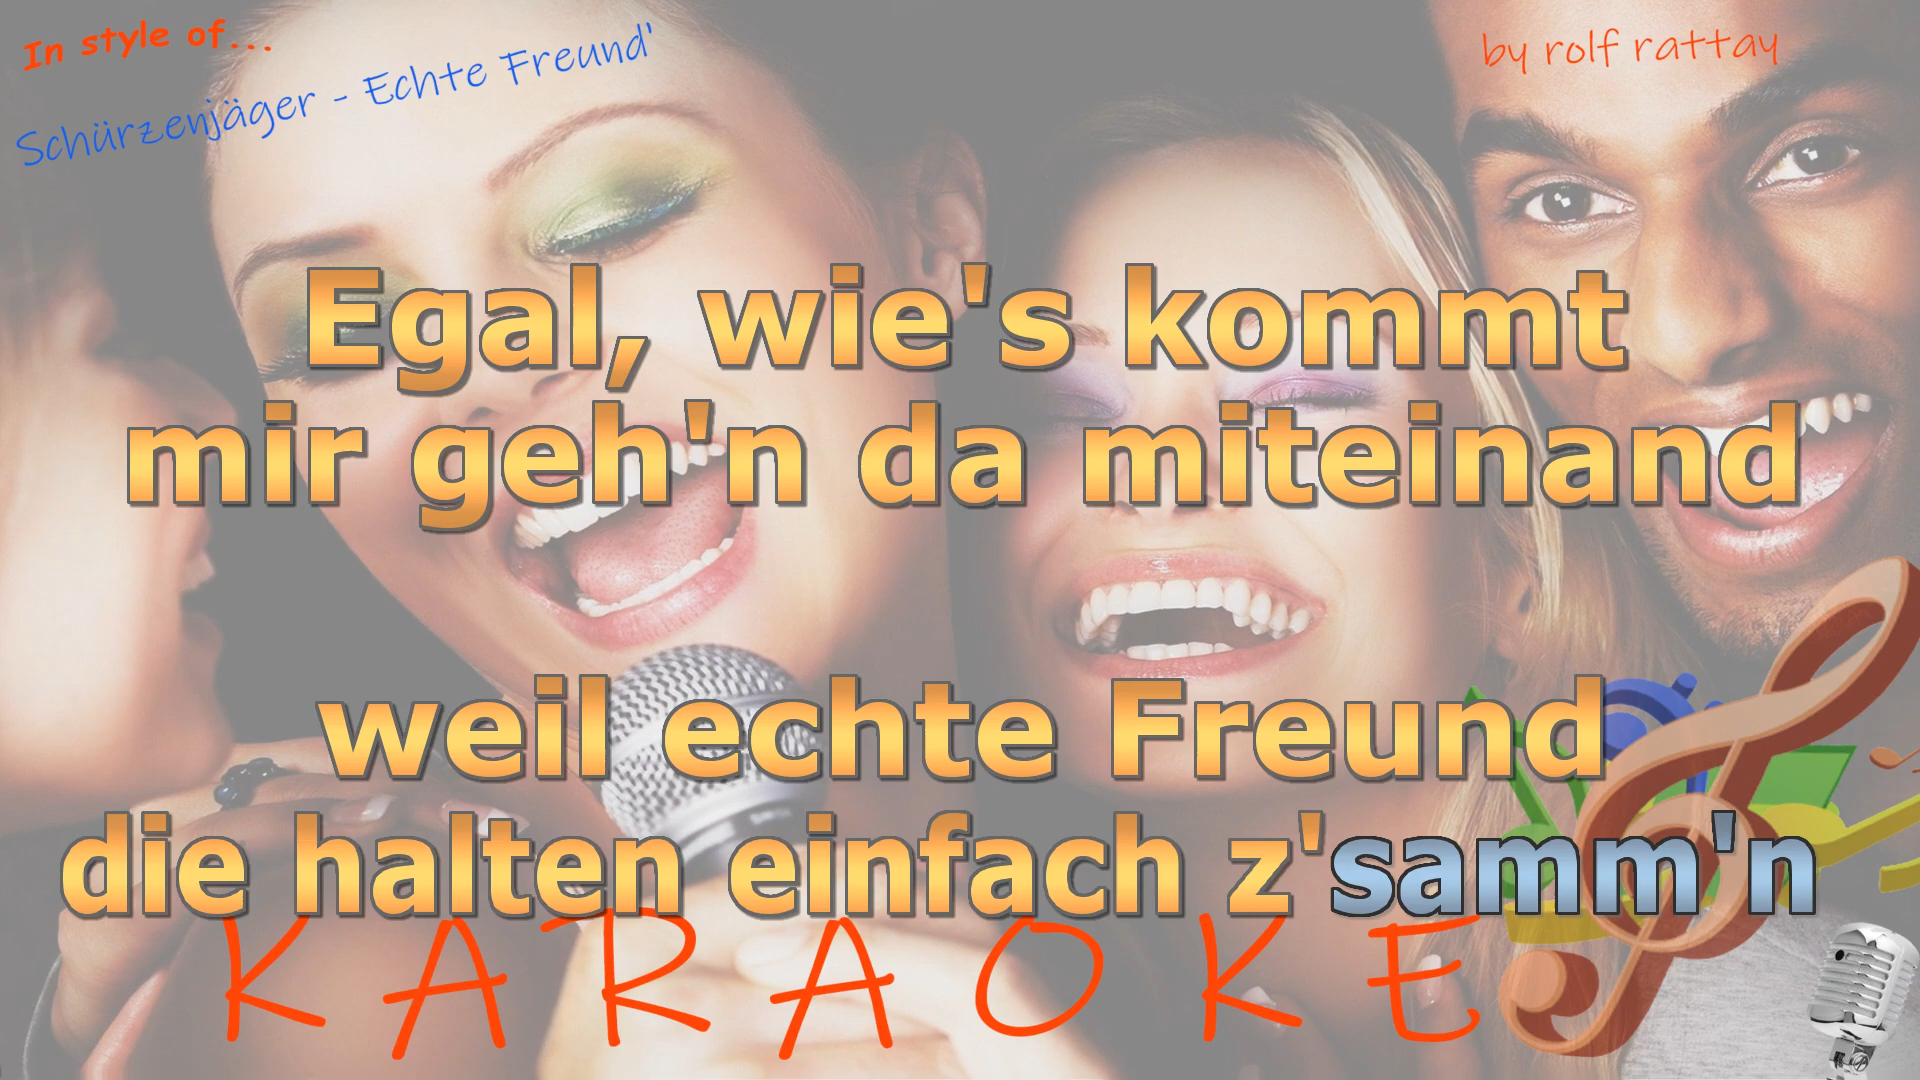 In style of...
Schürzenjäger - Echte Freund'
by rolf rattay
Egal, wie's kommt
mir geh'n da miteinand
weil echte Freund
die halten einfach z'samm'n
KARAOKE